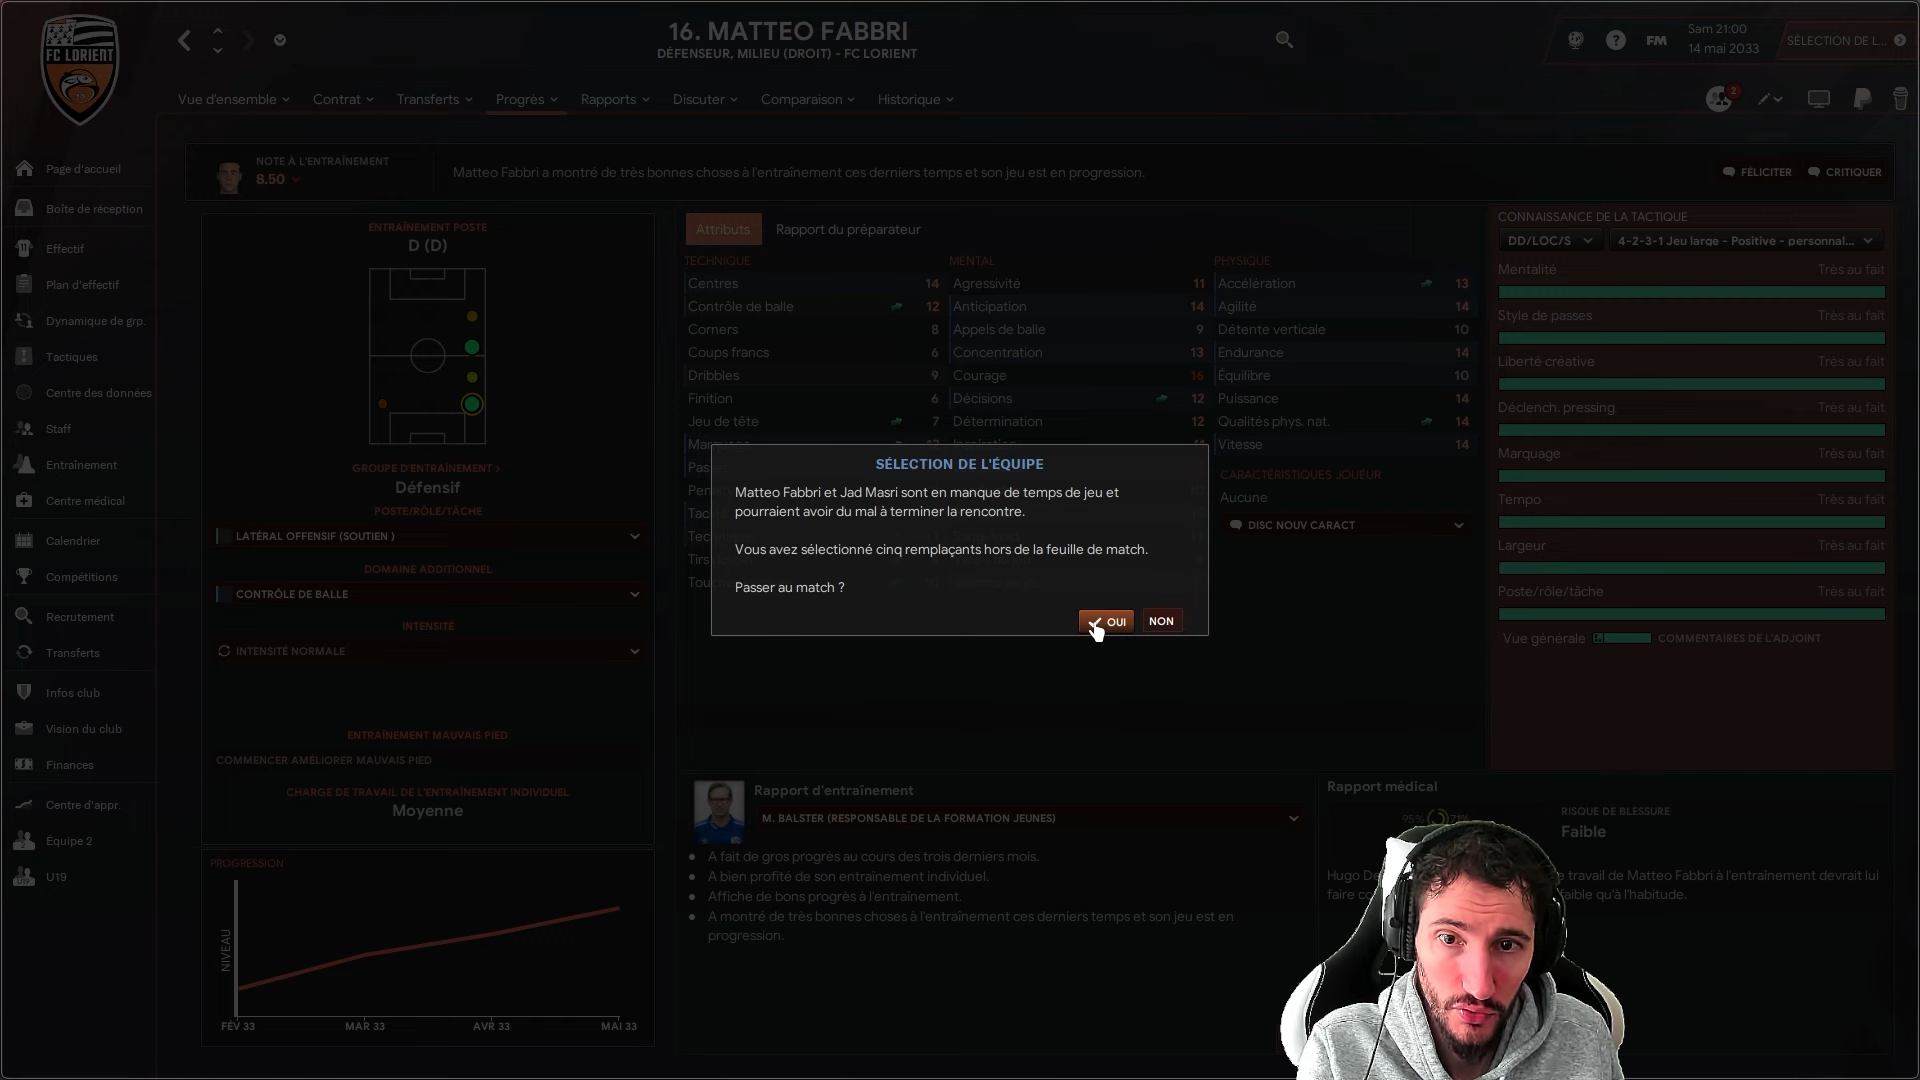 FC LORIENT
16. MATTEO FABBRI
DÉFENSEUR, MILIEU (DROIT) - FC LORIENT
FM
Sam 21:00
14 mai 2033
SÉLECTION DE L...
Vue d'ensemble
Contrat
Transferts
Progrès
Rapports
Discuter
Comparaison
Historique
2
Page d'accueil
Boîte de réception
Effectif
Plan d'effectif
Dynamique de grp.
Tactiques
Centre des données
Staff
Entraînement
Centre médical
Calendrier
Compétitions
Recrutement
Transferts
Infos club
Vision du club
Finances
Centre d'appr.
Équipe 2
U19
NOTE À L'ENTRAÎNEMENT
8.50
Matteo Fabbri a montré de très bonnes choses à l'entraînement ces derniers temps et son jeu est en progression.
FÉLICITER
CRITIQUER
ENTRAÎNEMENT POSTE
D (D)
GROUPE D'ENTRAÎNEMENT >
Défensif
POSTE/RÔLE/TÂCHE
LATÉRAL OFFENSIF (SOUTIEN )
DOMAINE ADDITIONNEL
CONTRÔLE DE BALLE
INTENSITÉ
INTENSITÉ NORMALE
ENTRAÎNEMENT MAUVAIS PIED
COMMENCER AMÉLIORER MAUVAIS PIED
CHARGE DE TRAVAIL DE L'ENTRAÎNEMENT INDIVIDUEL
Moyenne
PROGRESSION
NIVEAU
FÉV 33
MAR 33
AVR 33
MAI 33
Attributs
Rapport du préparateur
TECHNIQUE
Centres 14
Contrôle de balle 12
Corners 8
Coups francs 6
Dribbles 9
Finition 6
Jeu de tête 7
MENTAL
Agressivité 11
Anticipation 14
Appels de balle 9
Concentration 13
Courage 16
Décisions 12
Détermination 12
PHYSIQUE
Accélération 13
Agilité 14
Détente verticale 10
Endurance 14
Équilibre 10
Puissance 14
Qualités phys. nat. 14
Vitesse 14
CARACTÉRISTIQUES JOUEUR
Aucune
DISC NOUV CARACT
SÉLECTION DE L'ÉQUIPE
Matteo Fabbri et Jad Masri sont en manque de temps de jeu et
pourraient avoir du mal à terminer la rencontre.
Vous avez sélectionné cinq remplaçants hors de la feuille de match.
Passer au match ?
OUI
NON
CONNAISSANCE DE LA TACTIQUE
DD/LOC/S
4-2-3-1 Jeu large - Positive - personnal...
Mentalité Très au fait
Style de passes Très au fait
Liberté créative Très au fait
Déclench. pressing Très au fait
Marquage Très au fait
Tempo Très au fait
Largeur Très au fait
Poste/rôle/tâche Très au fait
Vue générale
COMMENTAIRES DE L'ADJOINT
Rapport d'entraînement
M. BALSTER (RESPONSABLE DE LA FORMATION JEUNES)
A fait de gros progrès au cours des trois derniers mois.
A bien profité de son entraînement individuel.
Affiche de bons progrès à l'entraînement.
A montré de très bonnes choses à l'entraînement ces derniers temps et son jeu est en
progression.
Rapport médical
95%
RISQUE DE BLESSURE
Faible
Hugo
travail de Matteo Fabbri à l'entraînement devrait lui
faire
faible qu'à l'habitude.